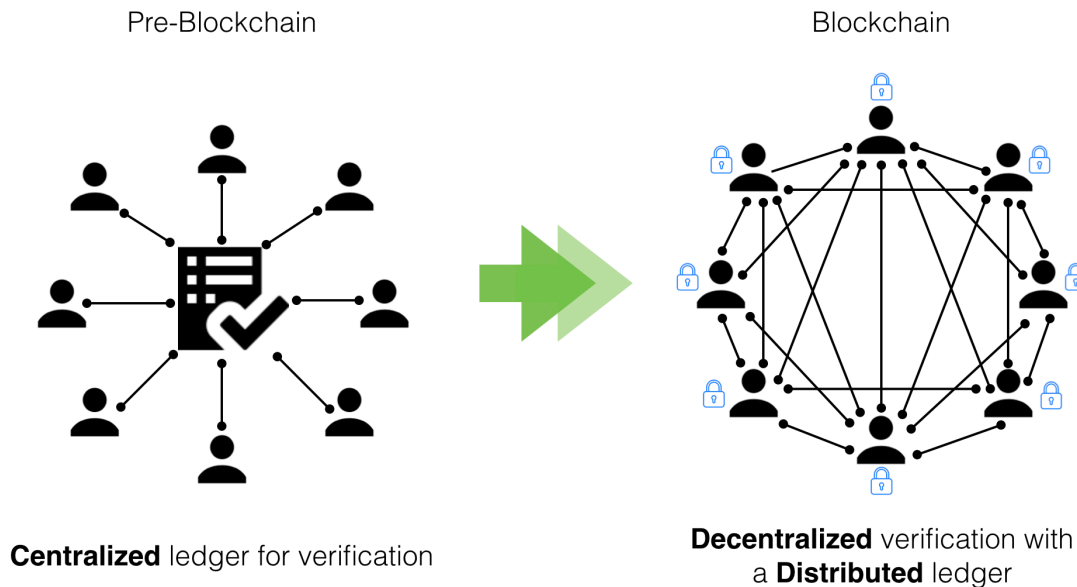 Pre-Blockchain
Blockchain
Centralized ledger for verification
Decentralized verification with
a Distributed ledger